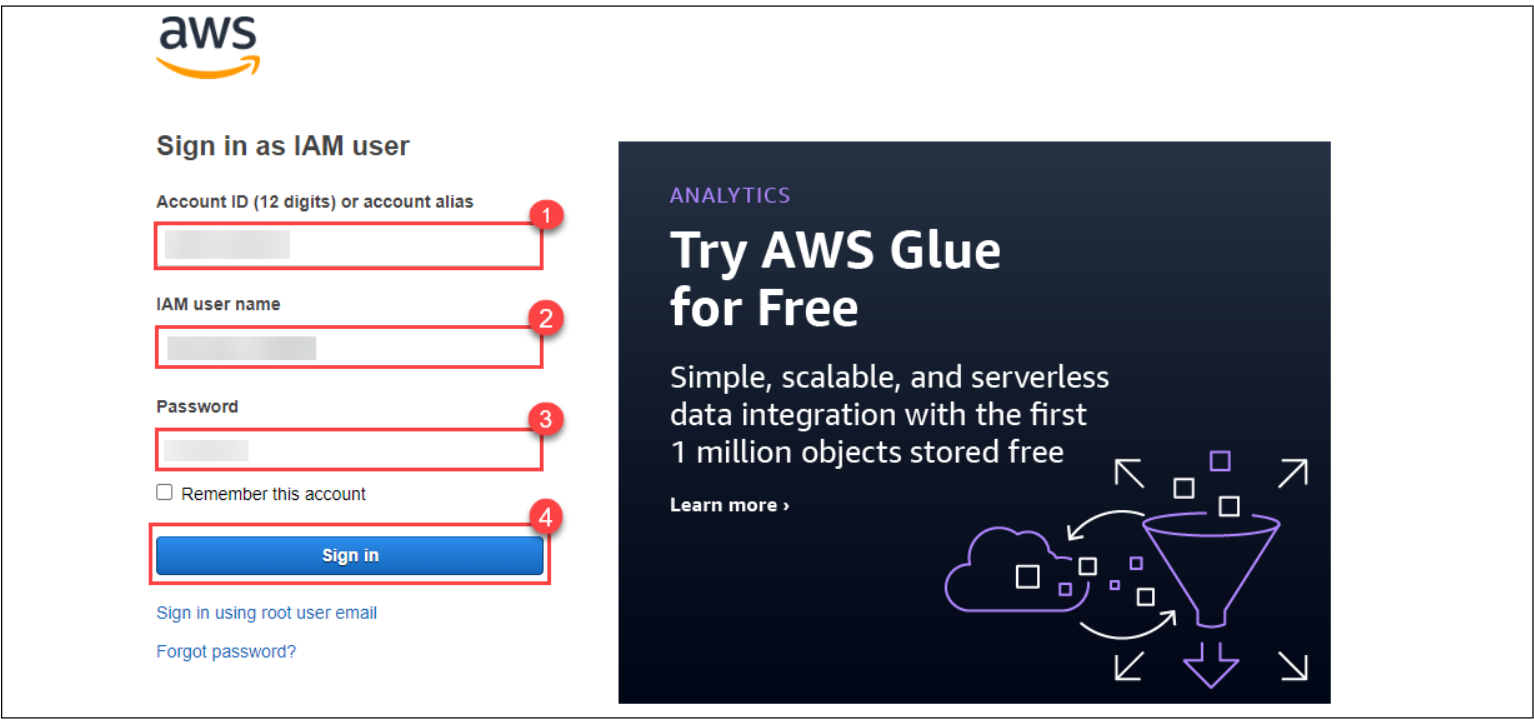 aws
Sign in as IAM user
Account ID (12 digits) or account alias
1
IAM user name
2
Password
3
Remember this account
4
Sign in
Sign in using root user email
Forgot password?
ANALYTICS
Try AWS Glue
for Free
Simple, scalable, and serverless
data integration with the first
1 million objects stored free
Learn more ›